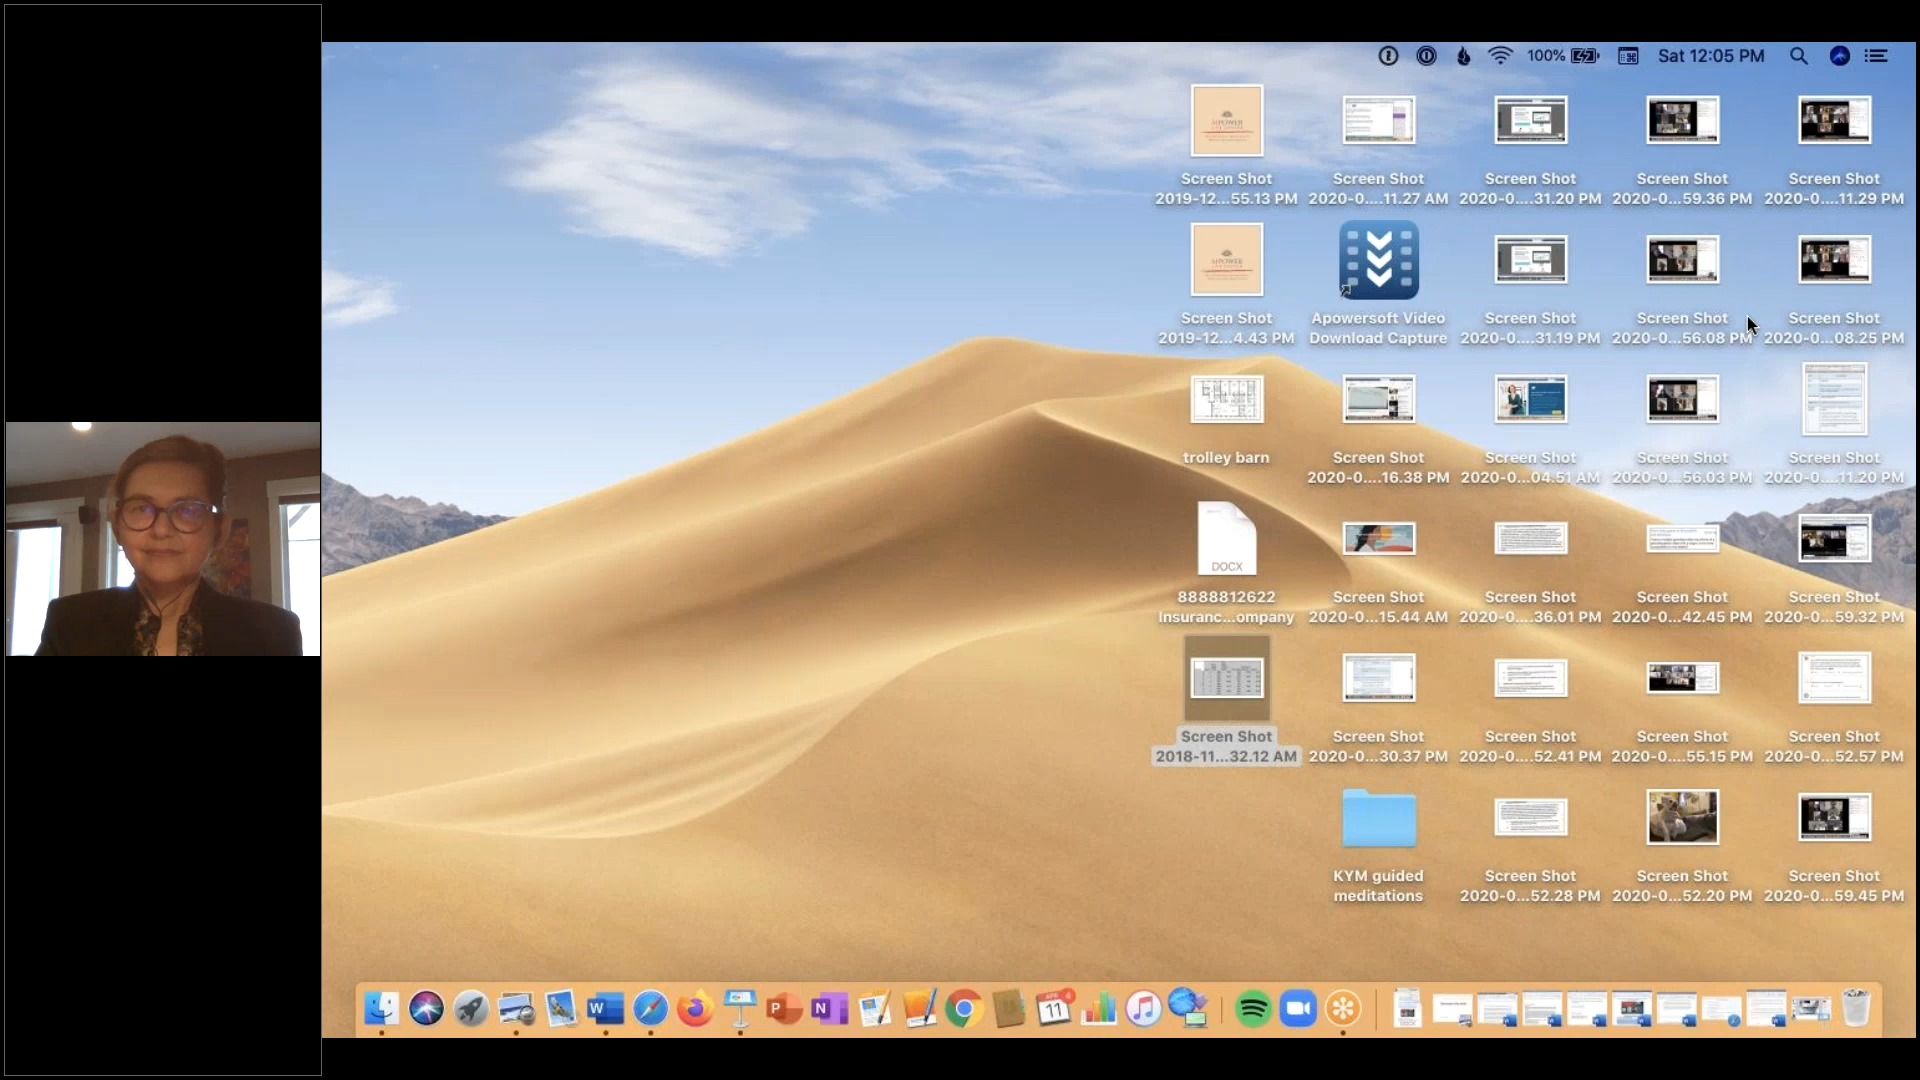 100%
Sat 12:05 PM
Screen Shot
2019-12...55.13 PM
Screen Shot
2020-0....11.27 AM
Screen Shot
2020-0....31.20 PM
Screen Shot
2020-0...59.36 PM
Screen Shot
2020-0....11.29 PM
Screen Shot
2019-12...4.43 PM
Apowersoft Video
Download Capture
Screen Shot
2020-0....31.19 PM
Screen Shot
2020-0...56.08 PM
Screen Shot
2020-0...08.25 PM
trolley barn
Screen Shot
2020-0....16.38 PM
Screen Shot
2020-0...04.51 AM
Screen Shot
2020-0...56.03 PM
Screen Shot
2020-0....11.20 PM
DOCX
8888812622
Insuranc...ompany
Screen Shot
2020-0...15.44 AM
Screen Shot
2020-0....36.01 PM
Screen Shot
2020-0...42.45 PM
Screen Shot
2020-0...59.32 PM
Screen Shot
2018-11...32.12 AM
Screen Shot
2020-0...30.37 PM
Screen Shot
2020-0....52.41 PM
Screen Shot
2020-0....55.15 PM
Screen Shot
2020-0...52.57 PM
KYM guided
meditations
Screen Shot
2020-0...52.28 PM
Screen Shot
2020-0...52.20 PM
Screen Shot
2020-0...59.45 PM
W
P
N
APR
11